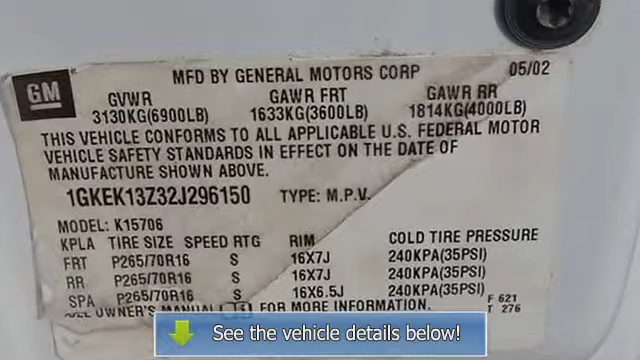 GM
MFD BY GENERAL MOTORS CORP 05/02
GVWR GAWR FRT GAWR RR
3130KG(6900LB) 1633KG(3600LB) 1814KG(4000LB)
THIS VEHICLE CONFORMS TO ALL APPLICABLE U.S. FEDERAL MOTOR
VEHICLE SAFETY STANDARDS IN EFFECT ON THE DATE OF
MANUFACTURE SHOWN ABOVE.
1GKEK13Z32J296150 TYPE: M.P.V.
MODEL: K15706
KPLA TIRE SIZE SPEED RTG RIM COLD TIRE PRESSURE
FRT P265/70R16 S 16X7J 240KPA(35PSI)
RR P265/70R16 S 16X7J 240KPA(35PSI)
SPA P265/70R16 S 16X6.5J 240KPA(35PSI)
OWNER'S MANUAL FOR MORE INFORMATION. F 621
T 276
See the vehicle details below!